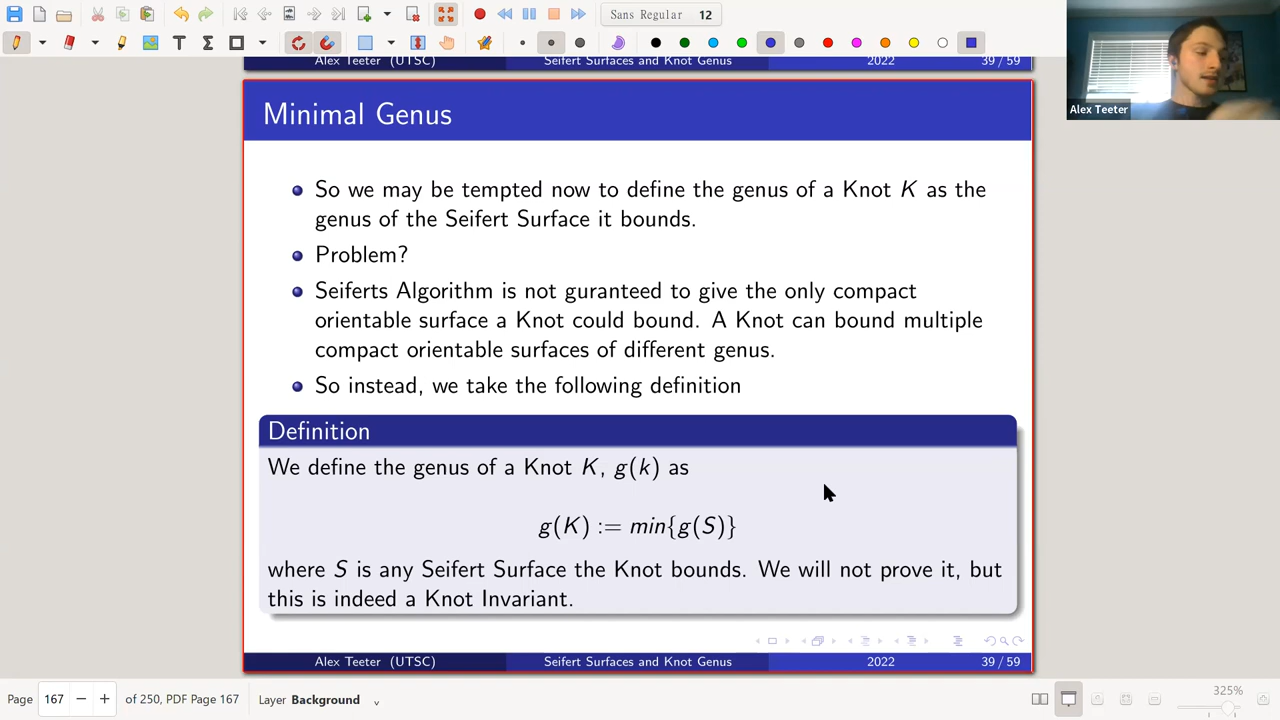 Sans Regular 12
Alex Teeter (UTSC) Seifert Surfaces and Knot Genus 2022 39 / 59
Alex Teeter
Minimal Genus
So we may be tempted now to define the genus of a Knot K as the
genus of the Seifert Surface it bounds.
Problem?
Seiferts Algorithm is not guranteed to give the only compact
orientable surface a Knot could bound. A Knot can bound multiple
compact orientable surfaces of different genus.
So instead, we take the following definition
Definition
We define the genus of a Knot K, g(k) as
g(K) := min{g(S)}
where S is any Seifert Surface the Knot bounds. We will not prove it, but
this is indeed a Knot Invariant.
Alex Teeter (UTSC) Seifert Surfaces and Knot Genus 2022 39 / 59
Page 167 of 250, PDF Page 167 Layer Background 325%